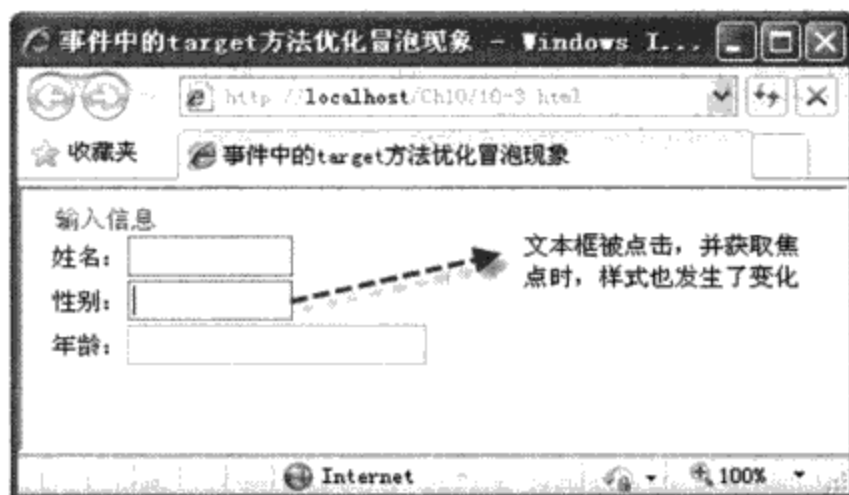 事件中的target方法优化冒泡现象 - Windows I...
http //localhost/Ch10/10-3 html
收藏夹
事件中的target方法优化冒泡现象
输入信息
姓名：
性别：
年龄：
文本框被点击，并获取焦
点时，样式也发生了变化
Internet
100%